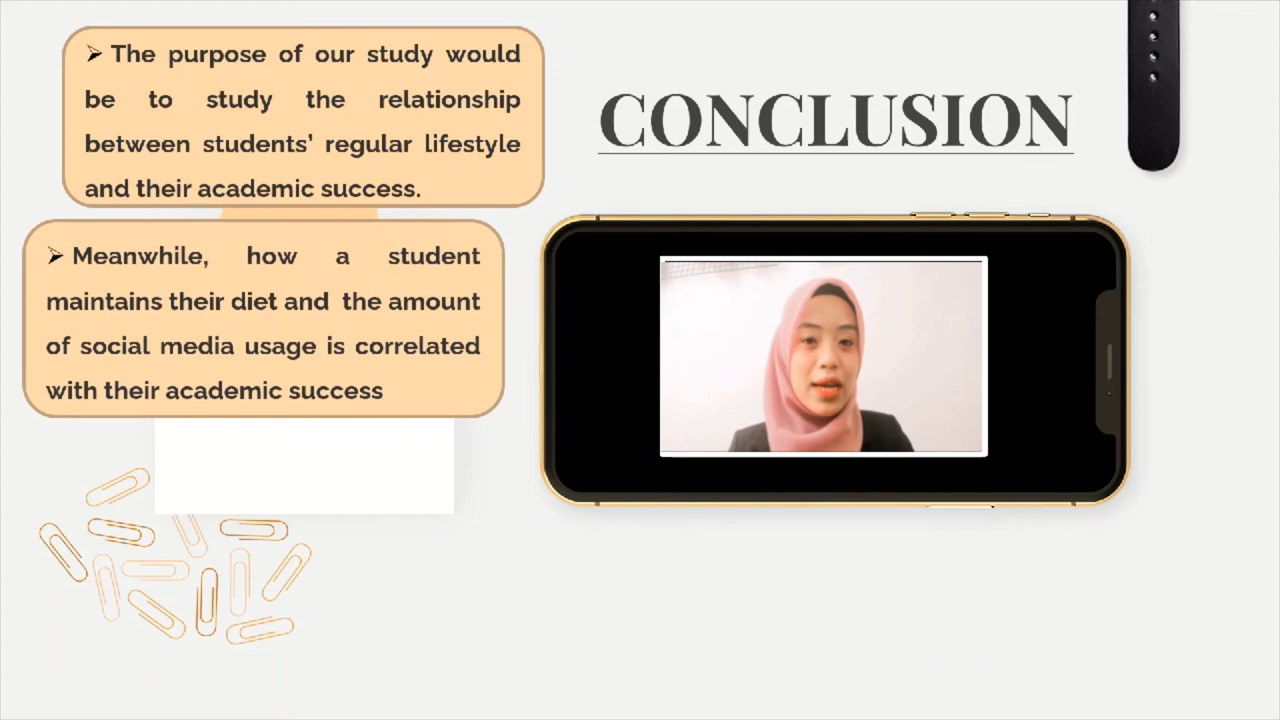 ➢ The purpose of our study would
be to study the relationship
between students’ regular lifestyle
and their academic success.
CONCLUSION
➢ Meanwhile, how a student
maintains their diet and the amount
of social media usage is correlated
with their academic success